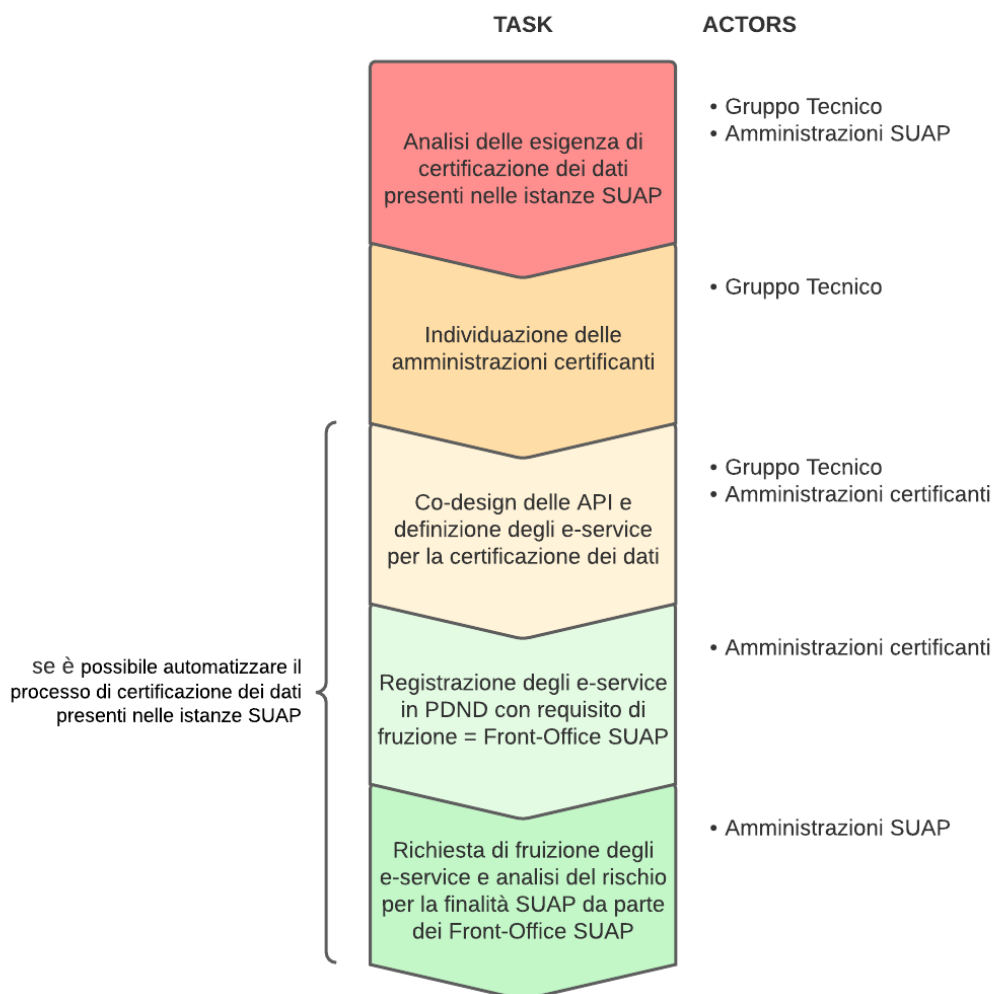 TASK
ACTORS
Analisi delle esigenza di
certificazione dei dati
presenti nelle istanze SUAP
• Gruppo Tecnico
• Amministrazioni SUAP
Individuazione delle
amministrazioni certificanti
• Gruppo Tecnico
Co-design delle API e
definizione degli e-service
per la certificazione dei dati
• Gruppo Tecnico
• Amministrazioni certificanti
se è possibile automatizzare il
processo di certificazione dei dati
presenti nelle istanze SUAP
Registrazione degli e-service
in PDND con requisito di
fruzione = Front-Office SUAP
• Amministrazioni certificanti
Richiesta di fruizione degli
e-service e analisi del rischio
per la finalità SUAP da parte
dei Front-Office SUAP
• Amministrazioni SUAP